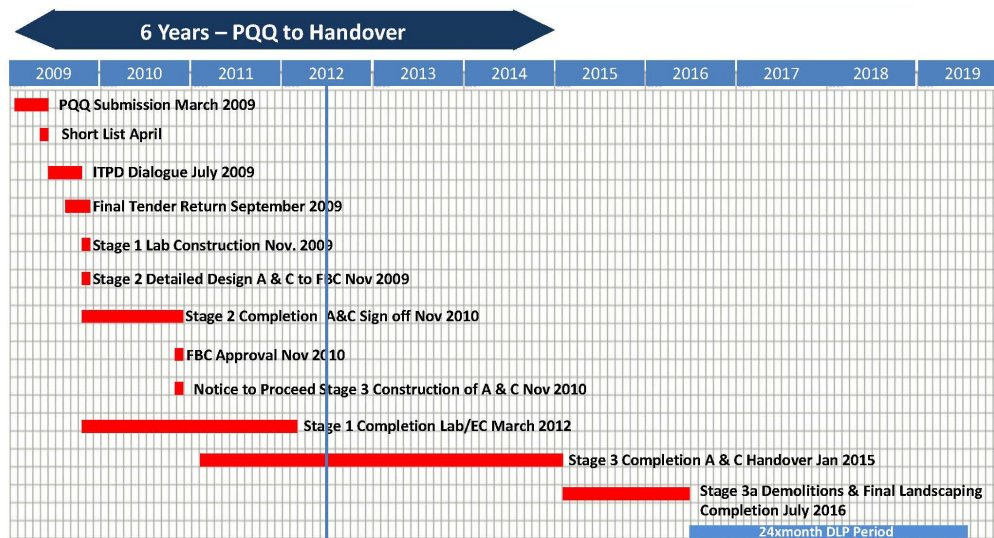 6 Years – PQQ to Handover
2009 2010 2011 2012 2013 2014 2015 2016 2017 2018 2019
PQQ Submission March 2009
Short List April
ITPD Dialogue July 2009
Final Tender Return September 2009
Stage 1 Lab Construction Nov. 2009
Stage 2 Detailed Design A & C to FBC Nov 2009
Stage 2 Completion A&C Sign off Nov 2010
FBC Approval Nov 2010
Notice to Proceed Stage 3 Construction of A & C Nov 2010
Stage 1 Completion Lab/EC March 2012
Stage 3 Completion A & C Handover Jan 2015
Stage 3a Demolitions & Final Landscaping
Completion July 2016
24xmonth DLP Period